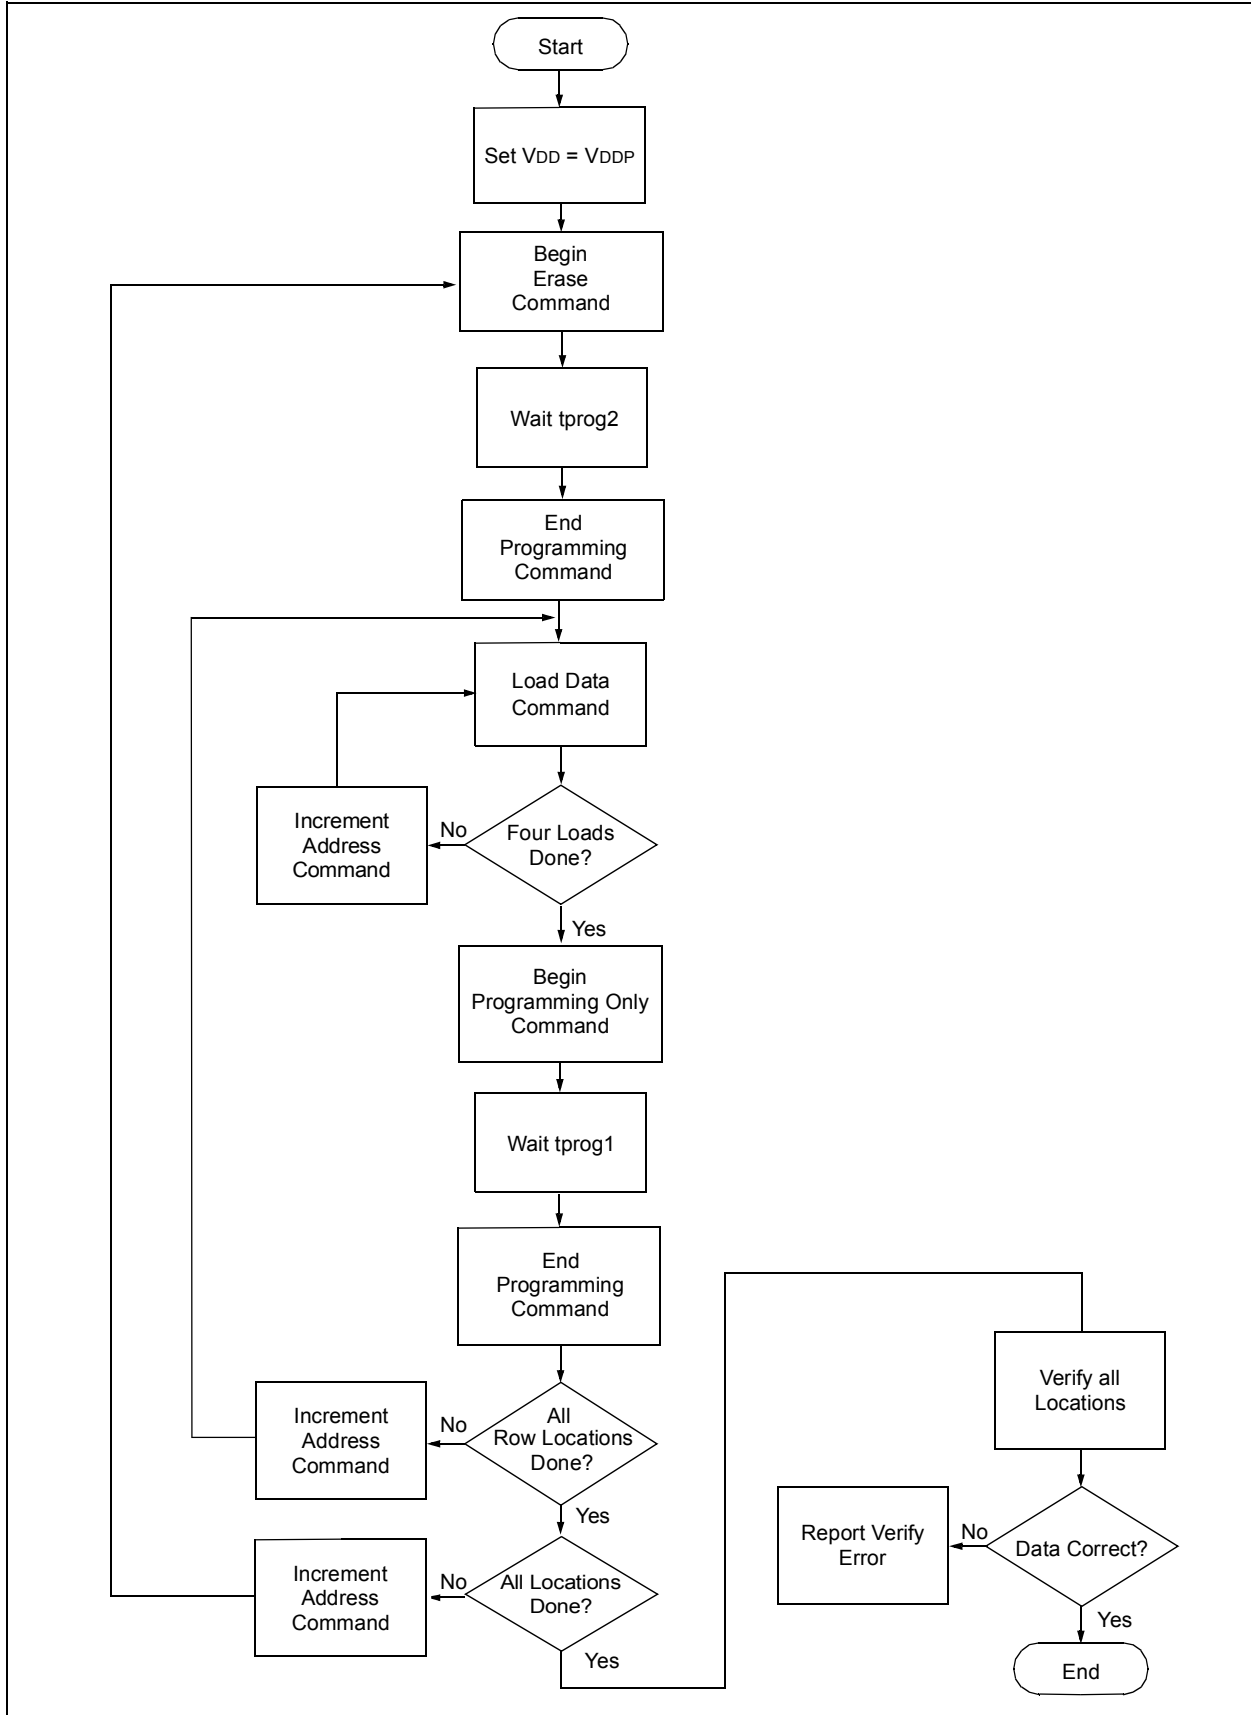 Start
Set VDD = VDDP
Begin
Erase
Command
Wait tprog2
End
Programming
Command
Load Data
Command
Increment
Address
Command
No
Four Loads
Done?
Yes
Begin
Programming Only
Command
Wait tprog1
End
Programming
Command
Increment
Address
Command
No
All
Row Locations
Done?
Yes
Increment
Address
Command
No
All Locations
Done?
Yes
Verify all
Locations
Report Verify
Error
No
Data Correct?
Yes
End